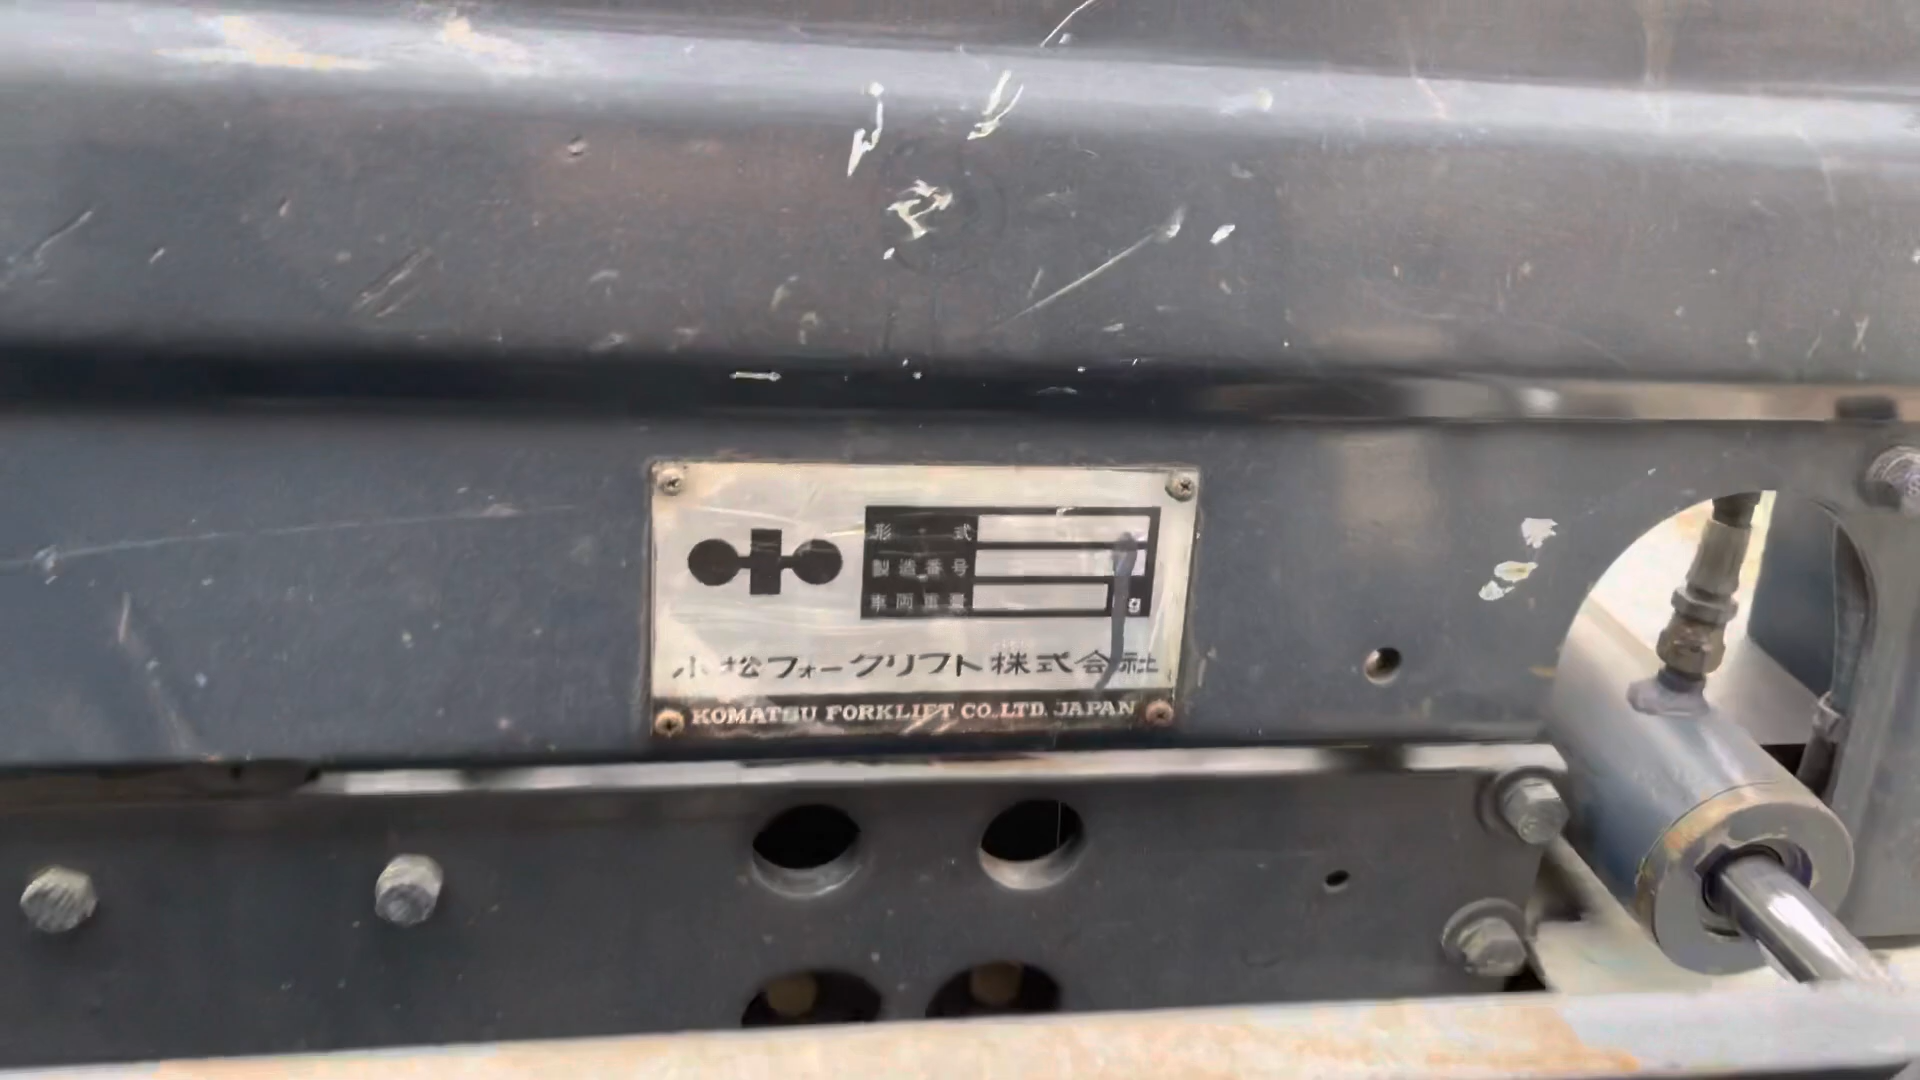 形式
製造番号
車両重量 kg
小松フォークリフト株式会社
KOMATSU FORKLIFT CO.,LTD. JAPAN